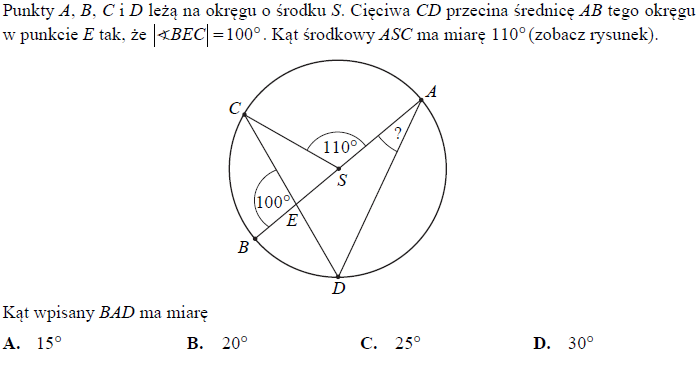 Punkty A, B, C i D leżą na okręgu o środku S. Cięciwa CD przecina średnicę AB tego okręgu
w punkcie E tak, że |∢BEC| = 100°. Kąt środkowy ASC ma miarę 110° (zobacz rysunek).
A
C
?
110°
S
100°
E
B
D
Kąt wpisany BAD ma miarę
A. 15° B. 20° C. 25° D. 30°